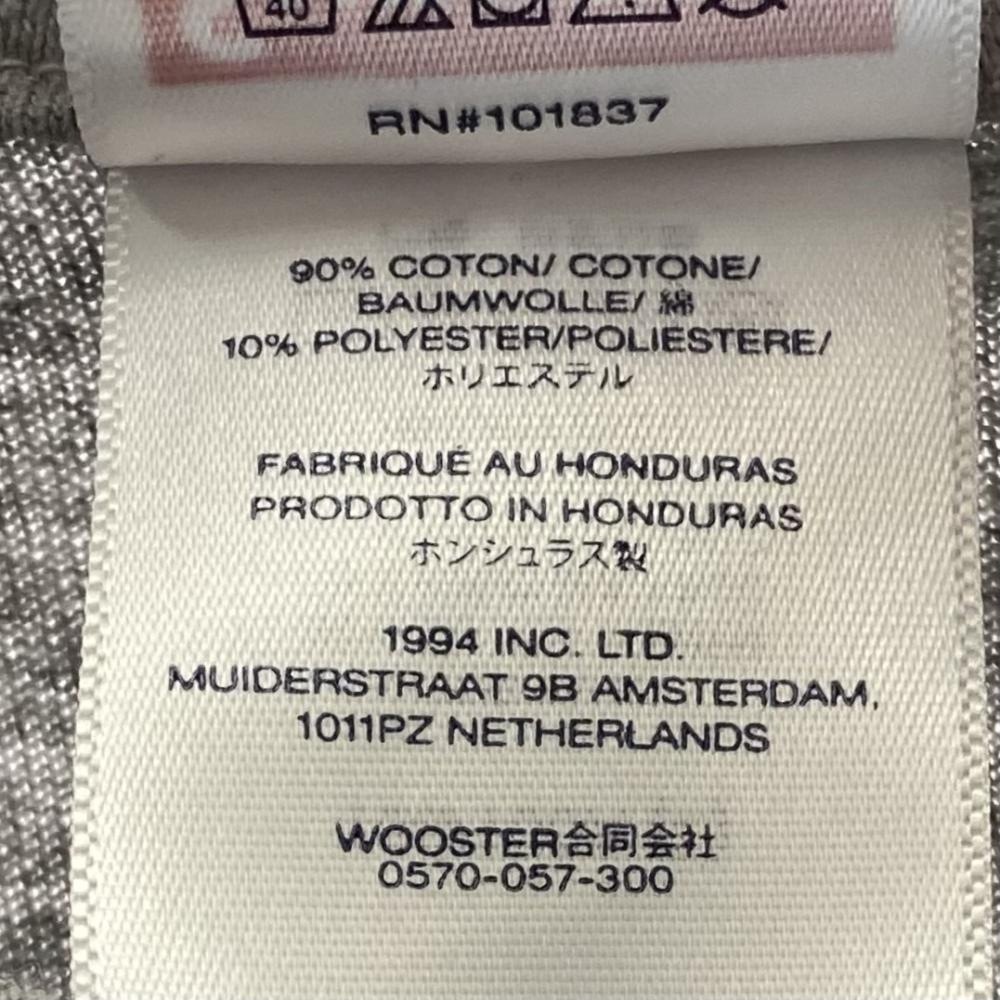 40
RN#101837
90% COTON/ COTONE/
BAUMWOLLE/ 綿
10% POLYESTER/POLIESTERE/
ホリエステル
FABRIQUÉ AU HONDURAS
PRODOTTO IN HONDURAS
ホンシュラス製
1994 INC. LTD.
MUIDERSTRAAT 9B AMSTERDAM,
1011PZ NETHERLANDS
WOOSTER合同会社
0570-057-300